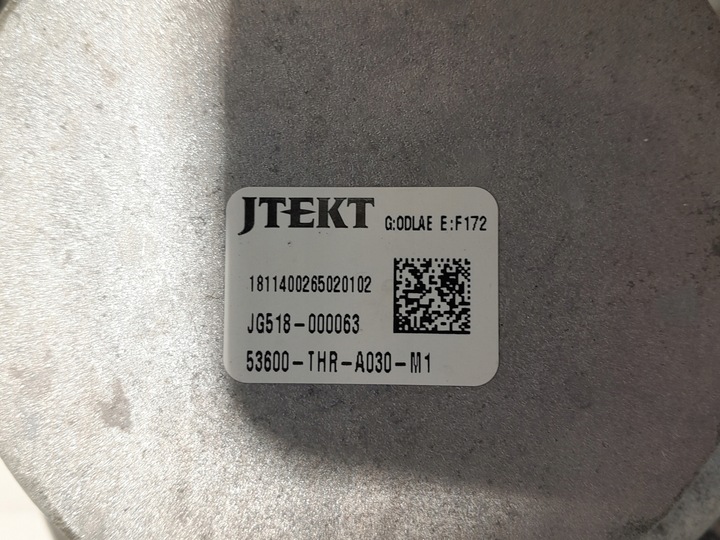 JTEKT G:ODLAE E:F172
1811400265020102
JG518-000063
53600-THR-A030-M1